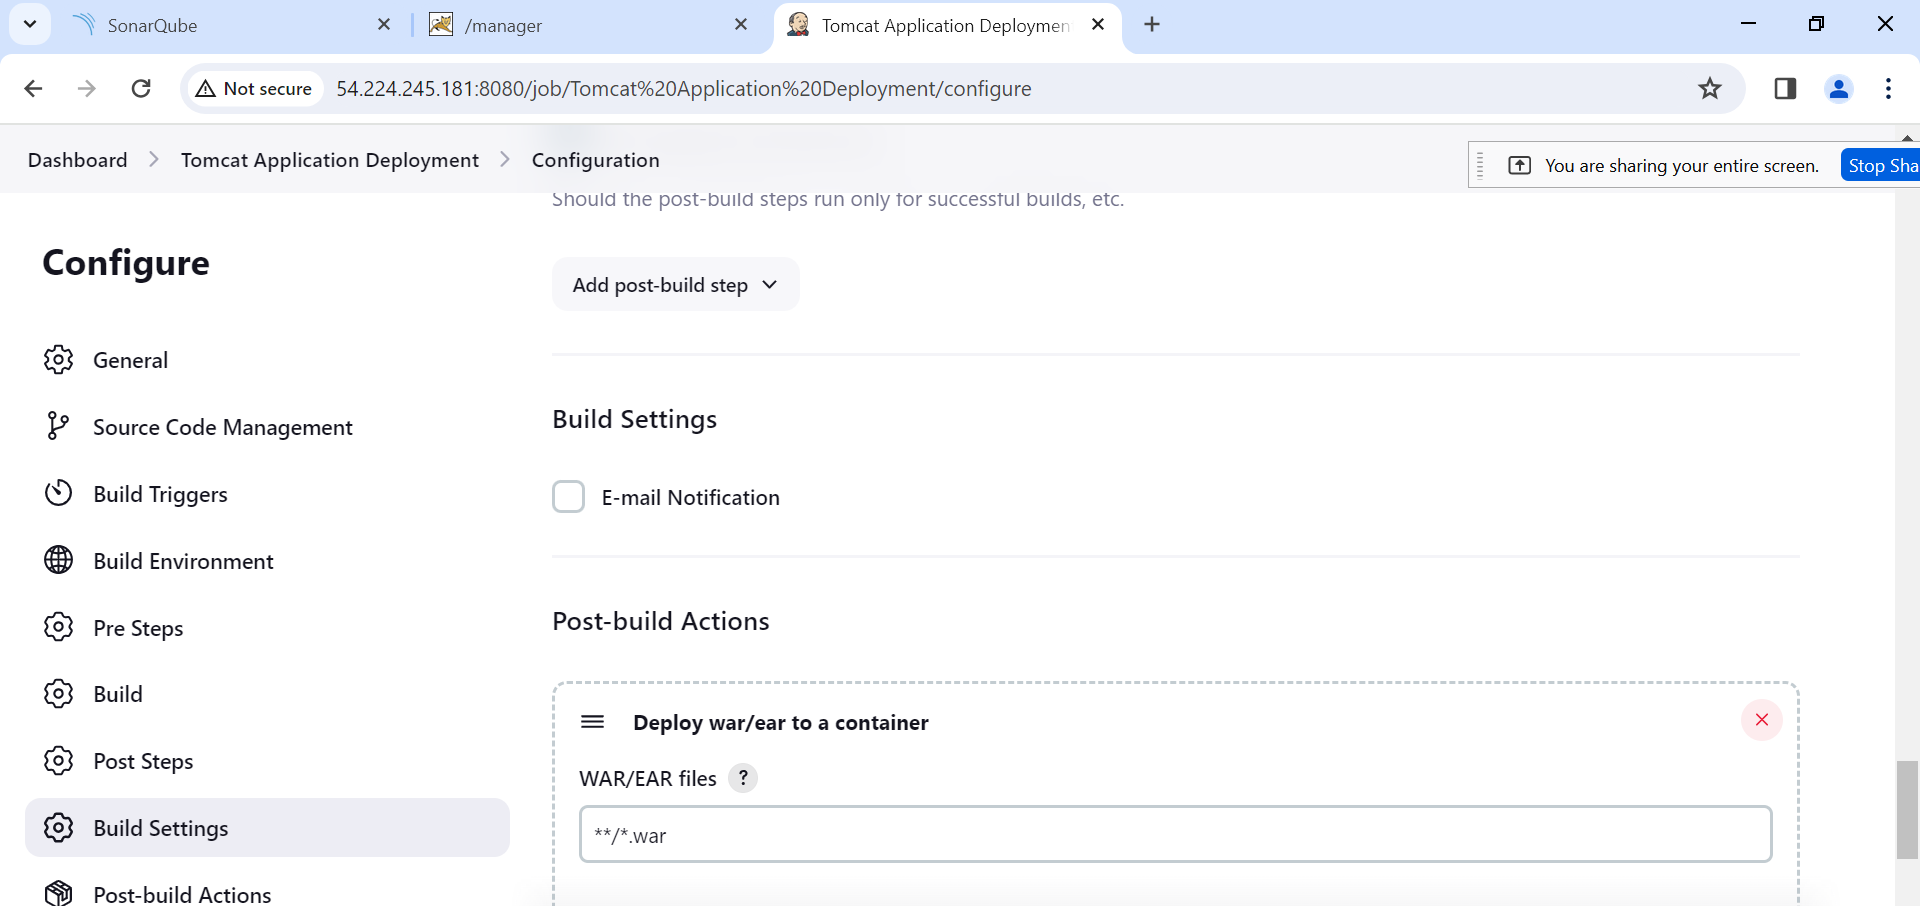 SonarQube
/manager
Tomcat Application Deploymen
Not secure
54.224.245.181:8080/job/Tomcat%20Application%20Deployment/configure
Dashboard
Tomcat Application Deployment
Configuration
You are sharing your entire screen.
Stop Sha
Should the post-build steps run only for successful builds, etc.
Configure
Add post-build step
General
Source Code Management
Build Triggers
Build Environment
Pre Steps
Build
Post Steps
Build Settings
Post-build Actions
Build Settings
E-mail Notification
Post-build Actions
Deploy war/ear to a container
WAR/EAR files ?
**/*.war